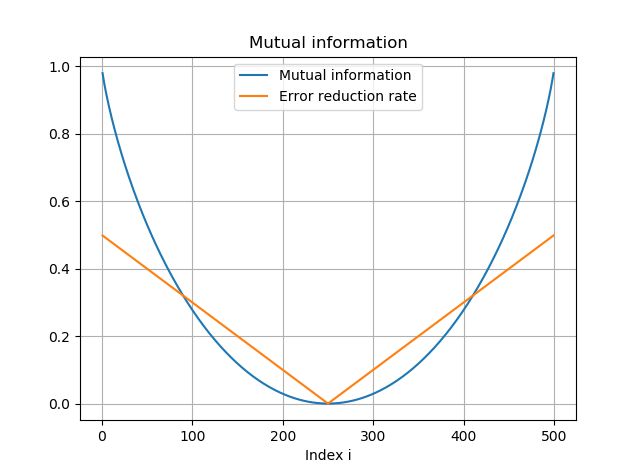 Mutual information
Mutual information
Error reduction rate
1.0
0.8
0.6
0.4
0.2
0.0
0 100 200 300 400 500
Index i